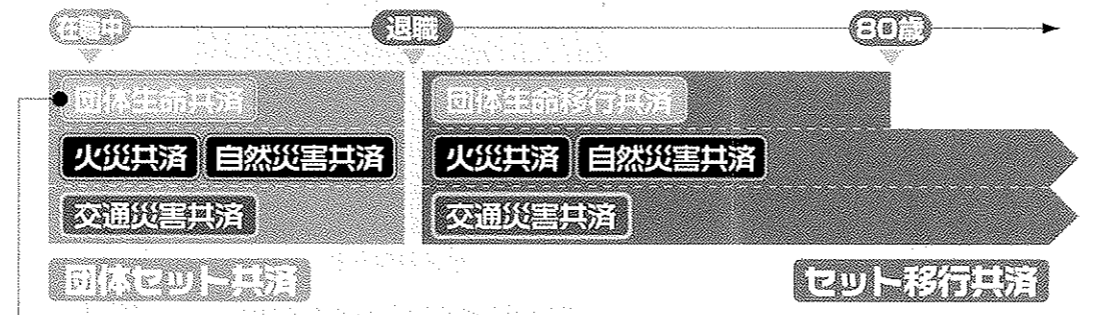 在職中 退職 80歳
団体生命共済 団体生命移行共済
火災共済 自然災害共済 火災共済 自然災害共済
交通災害共済 交通災害共済
団体セット共済 セット移行共済